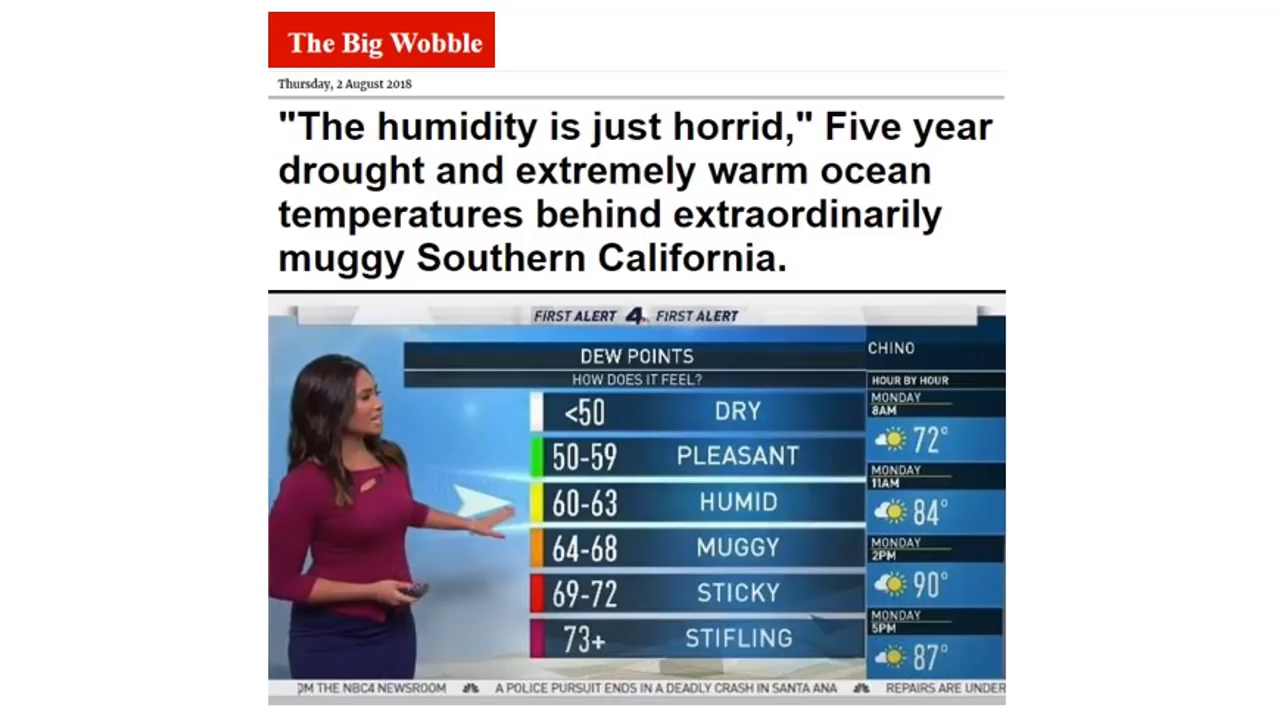 The Big Wobble
Thursday, 2 August 2018
"The humidity is just horrid," Five year
drought and extremely warm ocean
temperatures behind extraordinarily
muggy Southern California.
FIRST ALERT 4 FIRST ALERT
DEW POINTS
HOW DOES IT FEEL?
<50 DRY
50-59 PLEASANT
60-63 HUMID
64-68 MUGGY
69-72 STICKY
73+ STIFLING
CHINO
HOUR BY HOUR
MONDAY
8AM
72°
MONDAY
11AM
84°
MONDAY
2PM
90°
MONDAY
5PM
87°
OM THE NBC4 NEWSROOM A POLICE PURSUIT ENDS IN A DEADLY CRASH IN SANTA ANA REPAIRS ARE UNDER